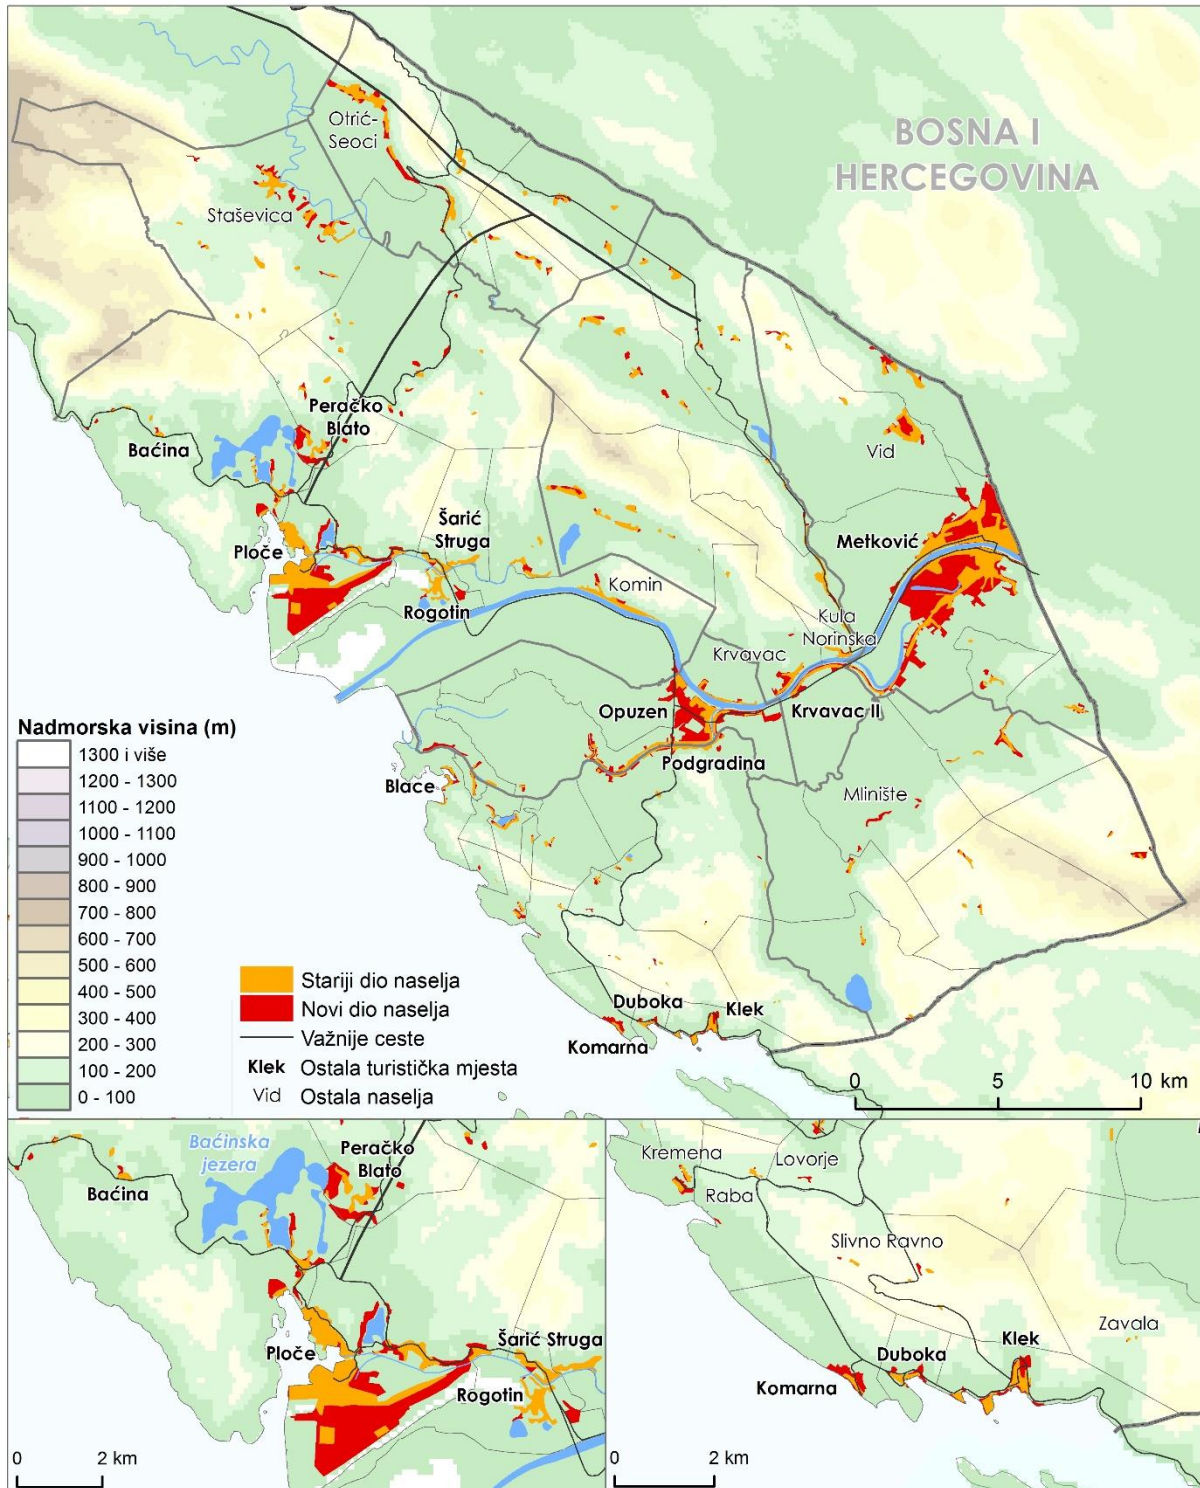 Otrić-
Seoci
BOSNA I
HERCEGOVINA
Staševica
Peračko
Blato
Baćina
Vid
Šarić
Struga
Metković
Ploče
Komin
Rogotin
Kula
Norinska
Krvavac
Opuzen
Krvavac II
Podgradina
Blace
Mlinište
Nadmorska visina (m)
1300 i više
1200 - 1300
1100 - 1200
1000 - 1100
900 - 1000
800 - 900
700 - 800
600 - 700
500 - 600
400 - 500
300 - 400
200 - 300
100 - 200
0 - 100
Stariji dio naselja
Novi dio naselja
Važnije ceste
Klek Ostala turistička mjesta
Vid Ostala naselja
Duboka
Klek
Komarna
0 5 10 km
Baćinska
jezera
Peračko
Blato
Baćina
Ploče
Šarić Struga
Rogotin
0 2 km
Kremena
Lovorje
Raba
Slivno Ravno
Zavala
Klek
Duboka
Komarna
0 2 km